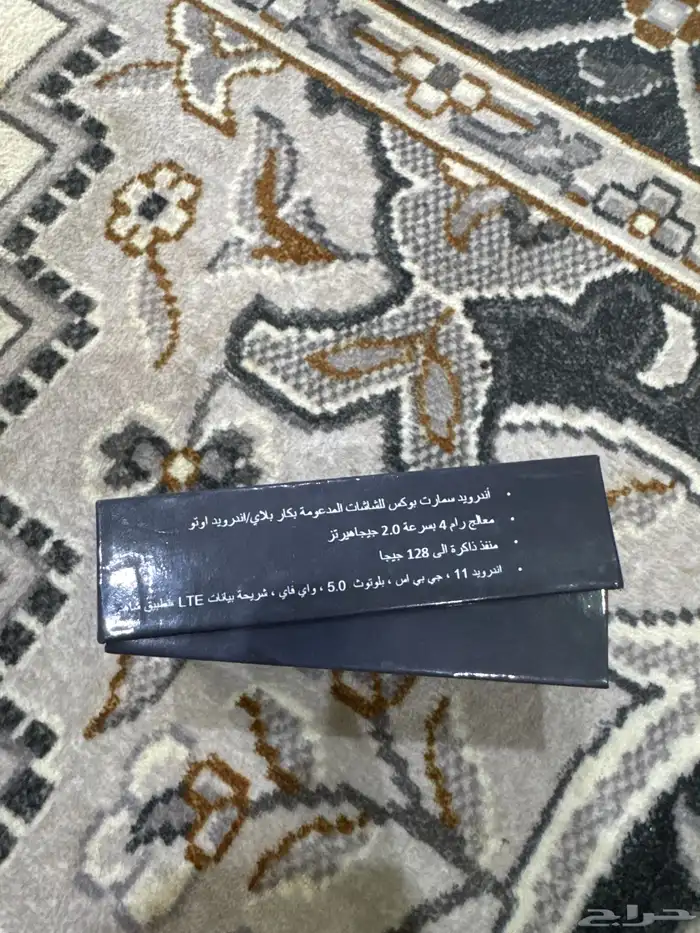 أندرويد سمارت بوكس للشاشات المدعومة بكار بلاي/اندرويد اوتو
معالج رام 4 بسرعة 2.0 جيجاهيرتز
منفذ ذاكرة الى 128 جيجا
اندرويد 11 ، جي بي اس ، بلوتوث 5.0 ، واي فاي ، شريحة بيانات LTE
حراج